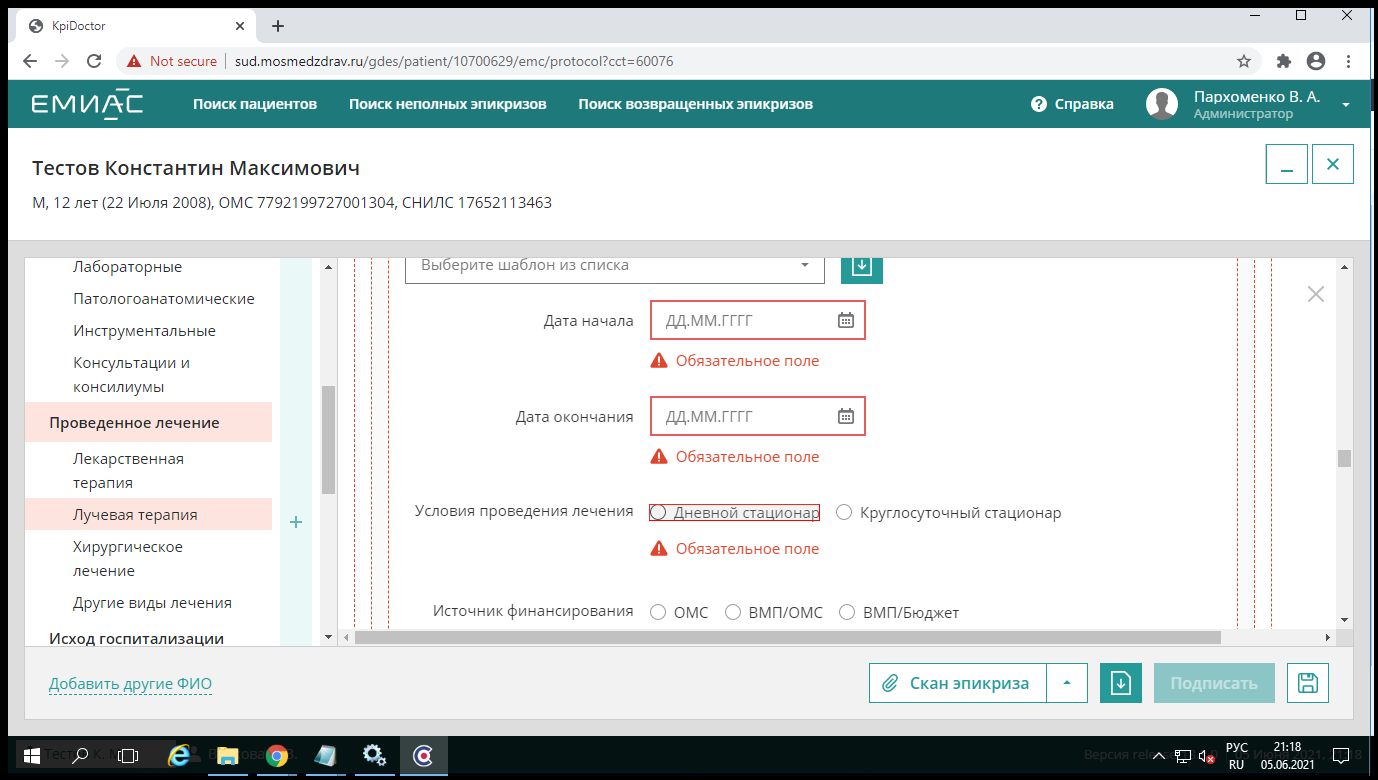 KpiDoctor
Not secure
sud.mosmedzdrav.ru/gdes/patient/10700629/emc/protocol?cct=60076
ЕМИАС
Поиск пациентов
Поиск неполных эпикризов
Поиск возвращенных эпикризов
? Справка
Пархоменко В. А.
Администратор
Тестов Константин Максимович
М, 12 лет (22 Июля 2008), ОМС 7792199727001304, СНИЛС 17652113463
Лабораторные
Патологоанатомические
Инструментальные
Консультации и
консилиумы
Проведенное лечение
Лекарственная
терапия
Лучевая терапия
Хирургическое
лечение
Другие виды лечения
Исход госпитализации
Выберите шаблон из списка
Дата начала
ДД.ММ.ГГГГ
Обязательное поле
Дата окончания
ДД.ММ.ГГГГ
Обязательное поле
Условия проведения лечения
Дневной стационар
Круглосуточный стационар
Обязательное поле
Источник финансирования
ОМС
ВМП/ОМС
ВМП/Бюджет
Добавить другие ФИО
Скан эпикриза
Подписать
Версия
РУС
RU
21:18
05.06.2021